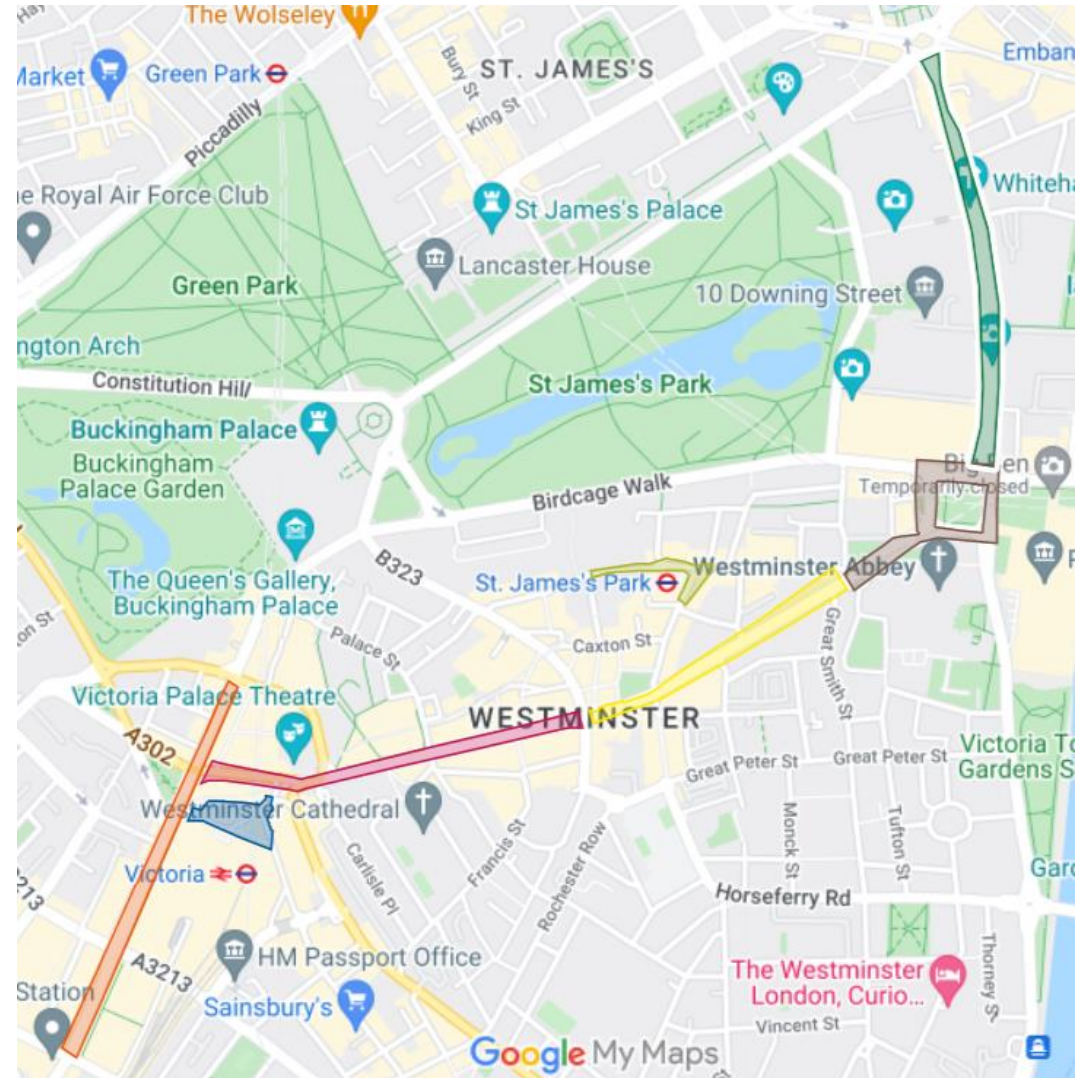 The Wolseley
Market
Green Park
Piccadilly
Bury St
King St
ST. JAMES'S
Emban
e Royal Air Force Club
St James's Palace
Whiteha
Lancaster House
Green Park
10 Downing Street
ngton Arch
Constitution Hil/
St James's Park
Buckingham Palace
Buckingham
Palace Garden
Birdcage Walk
Big Ben
Temporarily closed
B323
The Queen's Gallery,
Buckingham Palace
St. James's Park
Westminster Abbey
on St
Palace St
Caxton St
Great Smith St
Victoria Palace Theatre
WESTMINSTER
A302
Great Peter St
Great Peter St
Victoria To
Gardens S
Westminster Cathedral
Carlisle Pl
Francis St
Rochester Row
Monck St
Tufton St
Victoria
213
Horseferry Rd
Gard
A3213
HM Passport Office
Station
Sainsbury's
The Westminster
London, Curio...
Thorney S
Vincent St
Google My Maps